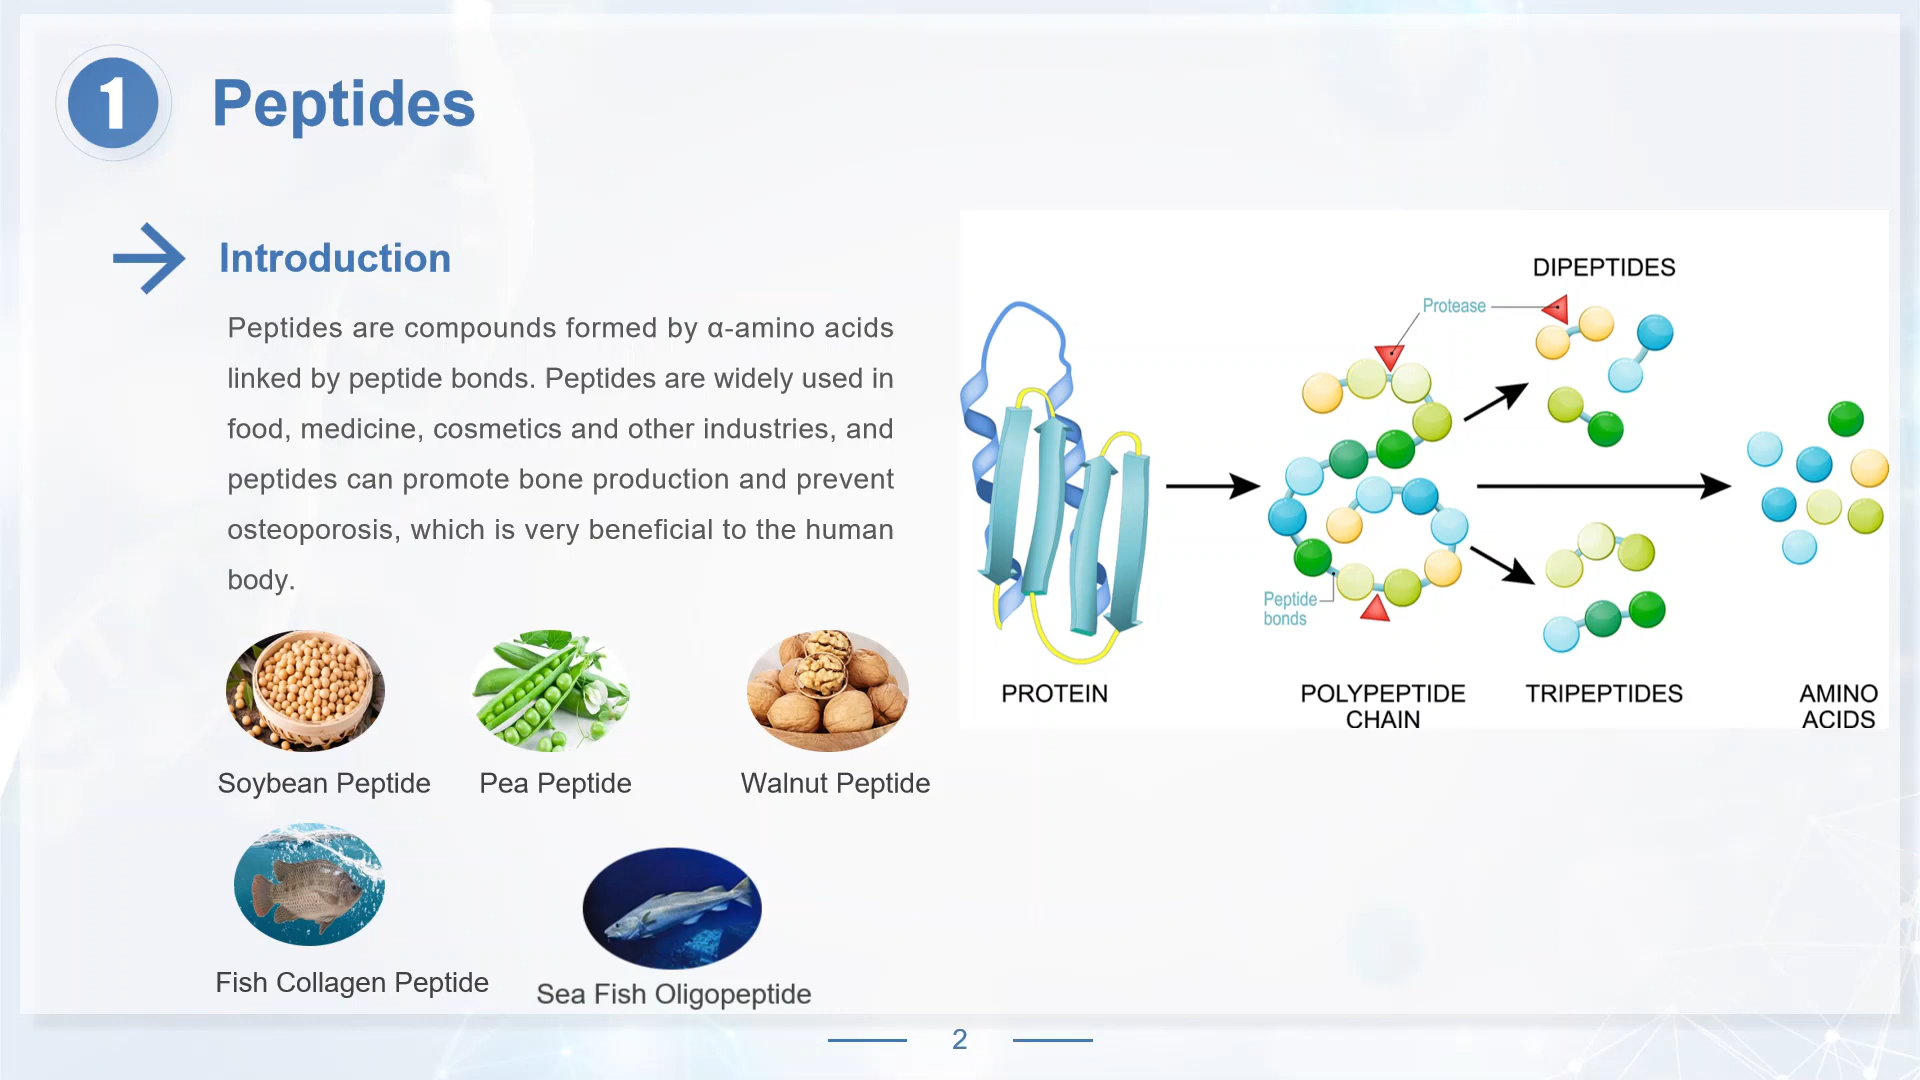 1
Peptides
Introduction
Peptides are compounds formed by α-amino acids
linked by peptide bonds. Peptides are widely used in
food, medicine, cosmetics and other industries, and
peptides can promote bone production and prevent
osteoporosis, which is very beneficial to the human
body.
Soybean Peptide
Pea Peptide
Walnut Peptide
Fish Collagen Peptide
Sea Fish Oligopeptide
DIPEPTIDES
Protease
Peptide
bonds
PROTEIN
POLYPEPTIDE
CHAIN
TRIPEPTIDES
AMINO
ACIDS
2